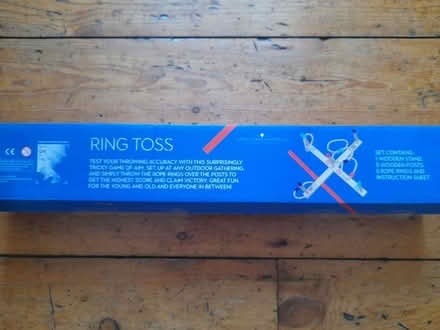 RING TOSS
TEST YOUR THROWING ACCURACY WITH THIS SURPRISINGLY
TRICKY GAME OF AIM. SET UP AT ANY OUTDOOR GATHERING
AND SIMPLY THROW THE ROPE RINGS OVER THE POSTS TO
GET THE HIGHEST SCORE AND CLAIM VICTORY. GREAT FUN
FOR THE YOUNG AND OLD AND EVERYONE IN BETWEEN!
SET CONTAINS:
1 WOODEN STAND,
5 WOODEN POSTS,
5 ROPE RINGS AND
INSTRUCTION SHEET
CE